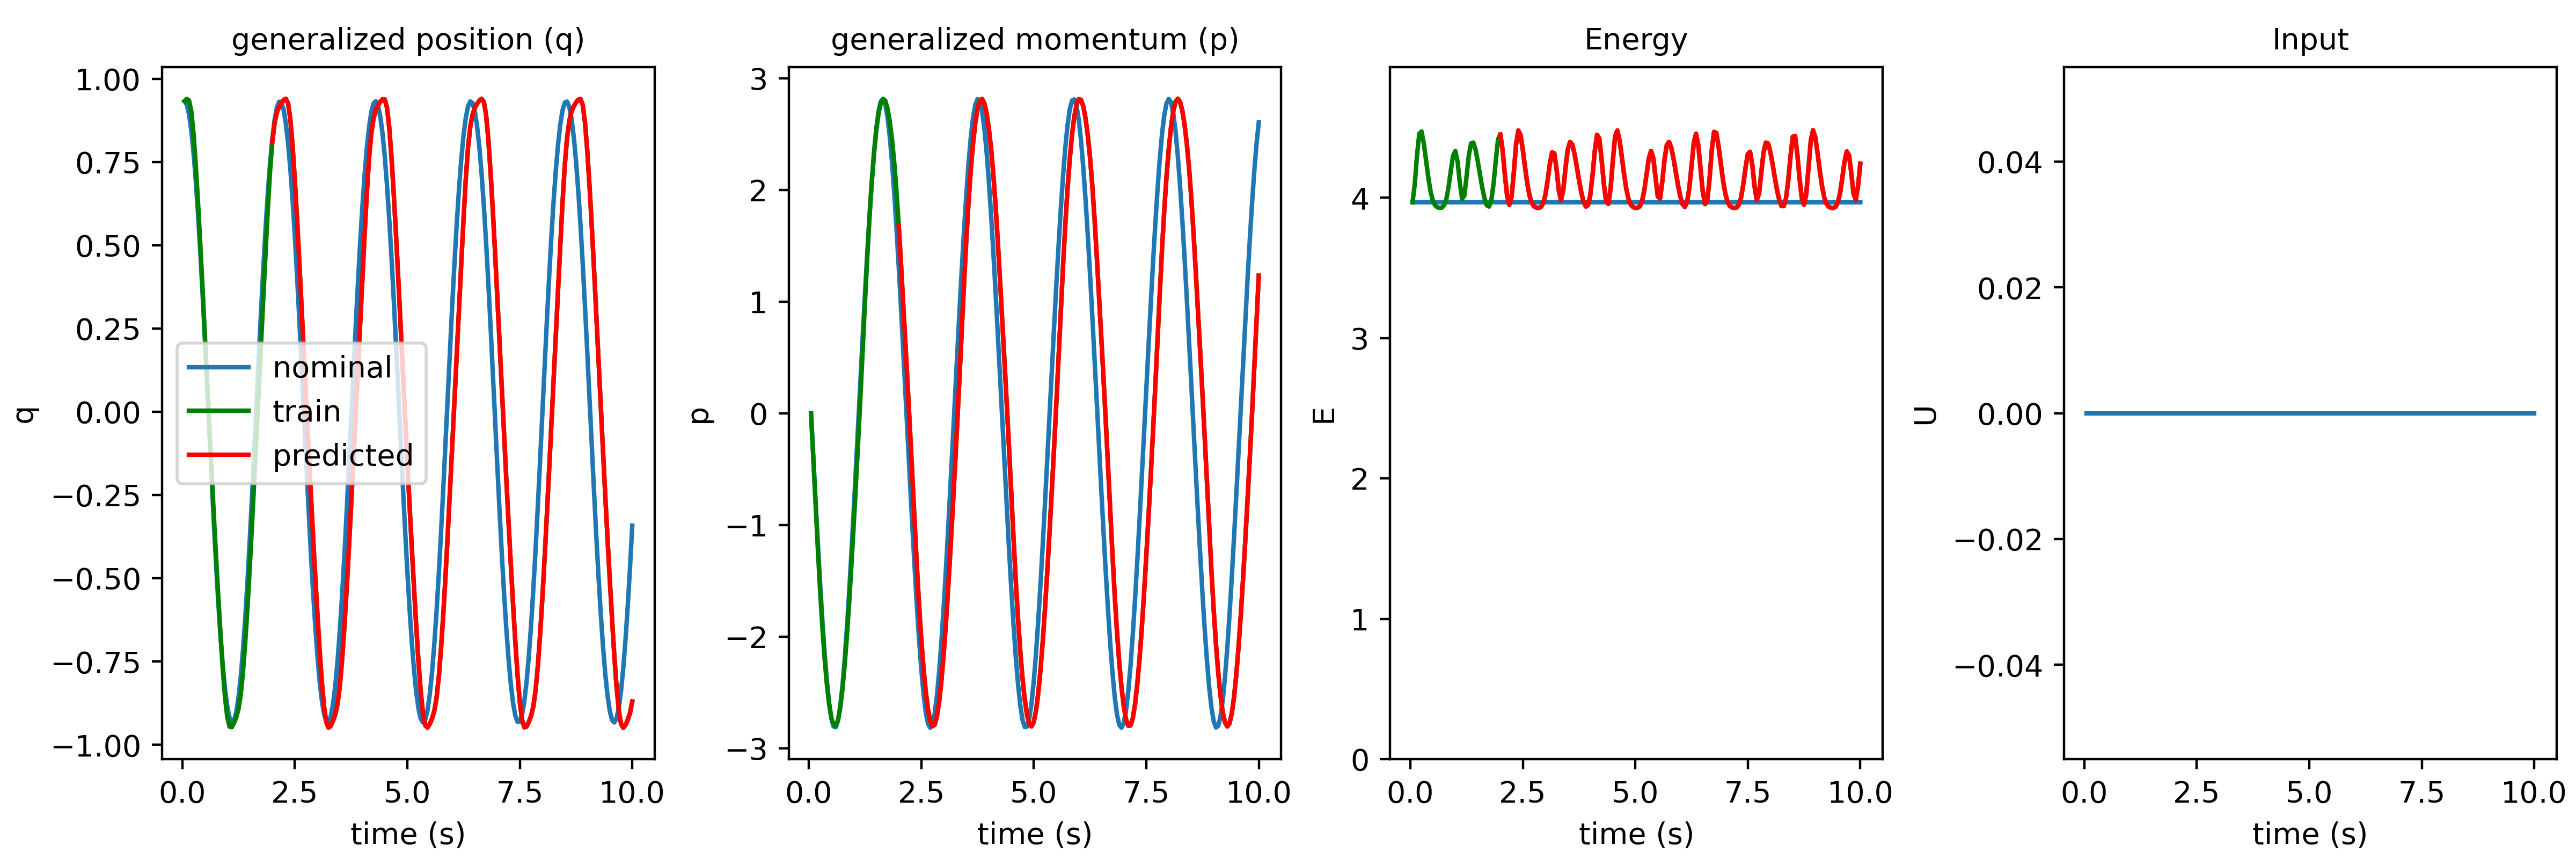 generalized position (q)
1.00
0.75
0.50
0.25
0.00
−0.25
−0.50
−0.75
−1.00
q
nominal
train
predicted
0.0 2.5 5.0 7.5 10.0
time (s)
generalized momentum (p)
3
2
1
0
−1
−2
−3
p
0.0 2.5 5.0 7.5 10.0
time (s)
Energy
4
3
2
1
0
E
0.0 2.5 5.0 7.5 10.0
time (s)
Input
0.04
0.02
0.00
−0.02
−0.04
U
0.0 2.5 5.0 7.5 10.0
time (s)